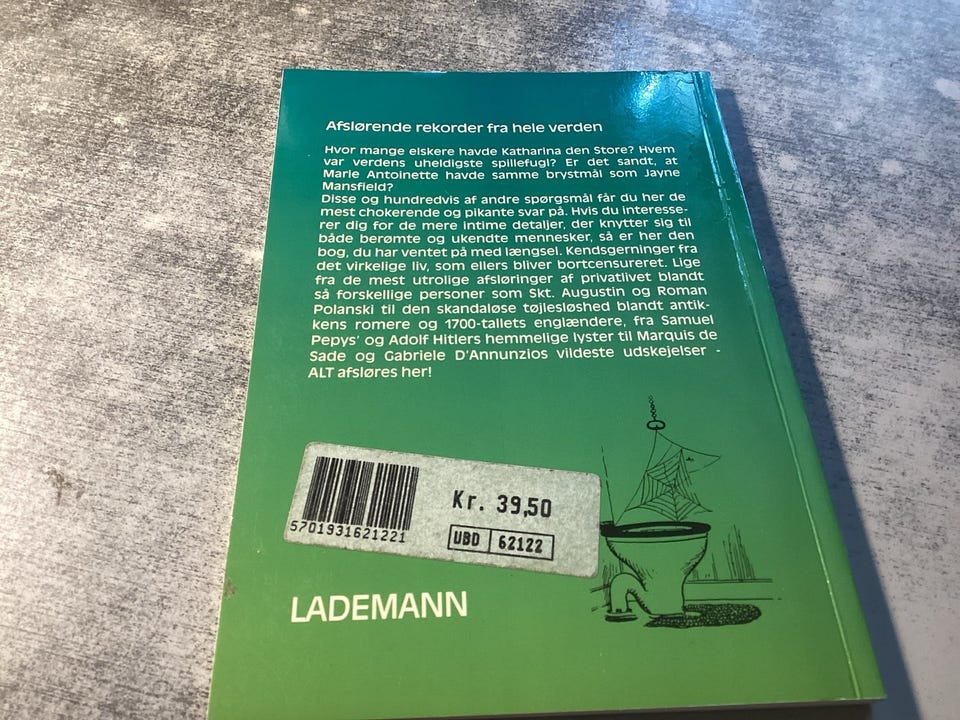 Afslørende rekorder fra hele verden
Hvor mange elskere havde Katharina den Store? Hvem
var verdens uheldigste spillefugl? Er det sandt, at
Marie Antoinette havde samme brystmål som Jayne
Mansfield?
Disse og hundredvis af andre spørgsmål får du her de
mest chokerende og pikante svar på. Hvis du interesse-
rer dig for de mere intime detaljer, der knytter sig til
både berømte og ukendte mennesker, så er her den
bog, du har ventet på med længsel. Kendsgerninger fra
det virkelige liv, som ellers bliver bortcensureret. Lige
fra de mest utrolige afsløringer af privatlivet blandt
så forskellige personer som Skt. Augustin og Roman
Polanski til den skandaløse tøjlesløshed blandt antik-
kens romere og 1700-tallets englændere, fra Samuel
Pepys' og Adolf Hitlers hemmelige lyster til Marquis de
Sade og Gabriele D'Annunzios vildeste udskejelser -
ALT afsløres her!
Kr. 39,50
5701931621221
UBD 62122
LADEMANN